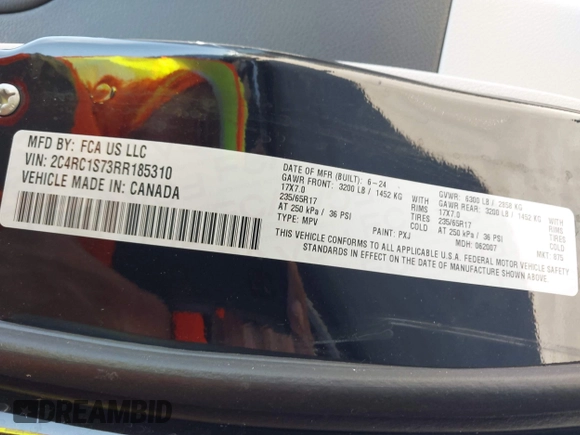 MFD BY: FCA US LLC
VIN: 2C4RC1S73RR185310
VEHICLE MADE IN: CANADA
DATE OF MFR (BUILT): 6-24
GAWR FRONT: 3200 LB / 1452 KG WITH
17X7.0 RIMS
235/65R17 TIRES
AT 250 kPa / 36 PSI COLD
TYPE: MPV PAINT: PXJ
GVWR: 6300 LB / 2858 KG
GAWR REAR: 3200 LB / 1452 KG WITH
17X7.0 RIMS
235/65R17 TIRES
AT 250 kPa / 36 PSI COLD
MDH: 062007 MKT: 875
THIS VEHICLE CONFORMS TO ALL APPLICABLE U.S.A. FEDERAL MOTOR VEHICLE SAFETY
STANDARDS IN EFFECT ON THE DATE OF MANUFACTURE SHOWN ABOVE.
DREAMBID